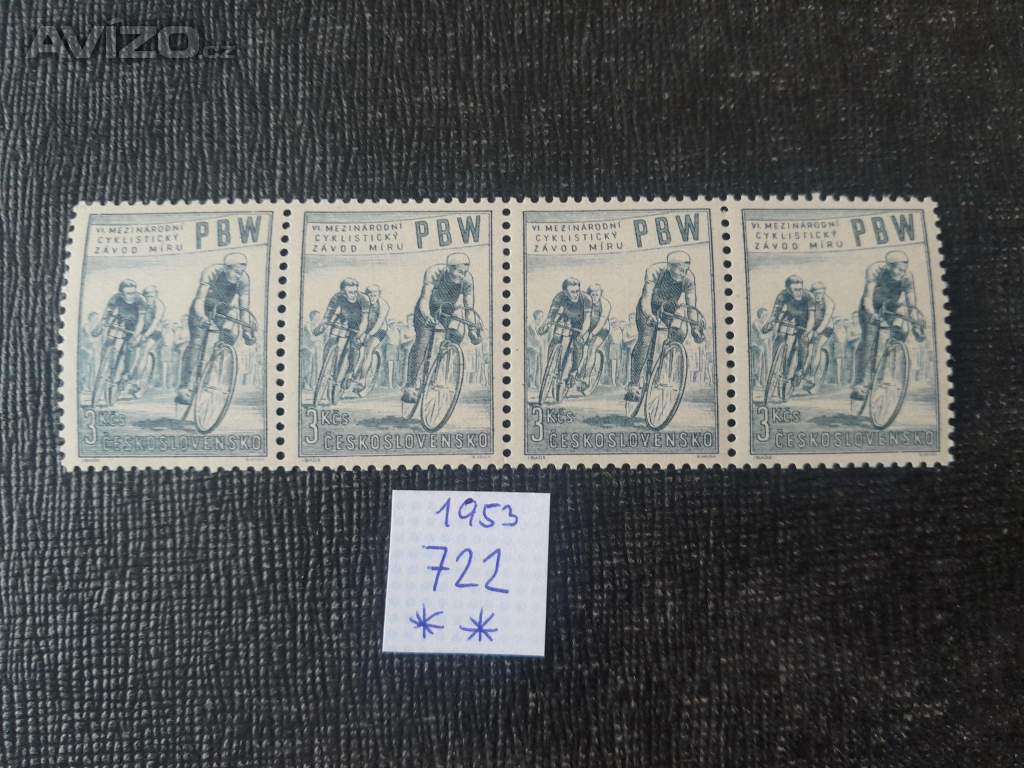 AVÍZO.cz
VI. MEZINÁRODNÍ
CYKLISTICKÝ
ZÁVOD MÍRU
PBW
3 Kčs
ČESKOSLOVENSKO
VI. MEZINÁRODNÍ
CYKLISTICKÝ
ZÁVOD MÍRU
PBW
3 Kčs
ČESKOSLOVENSKO
VI. MEZINÁRODNÍ
CYKLISTICKÝ
ZÁVOD MÍRU
PBW
3 Kčs
ČESKOSLOVENSKO
VI. MEZINÁRODNÍ
CYKLISTICKÝ
ZÁVOD MÍRU
PBW
3 Kčs
ČESKOSLOVENSKO
1953
722
**